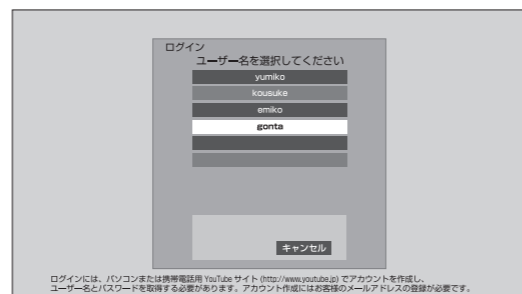 ログイン
ユーザー名を選択してください
yumiko
kousuke
emiko
gonta
キャンセル
ログインには、パソコンまたは携帯電話用 YouTube サイト (http://www.youtube.jp) でアカウントを作成し、
ユーザー名とパスワードを取得する必要があります。アカウント作成にはお客様のメールアドレスの登録が必要です。